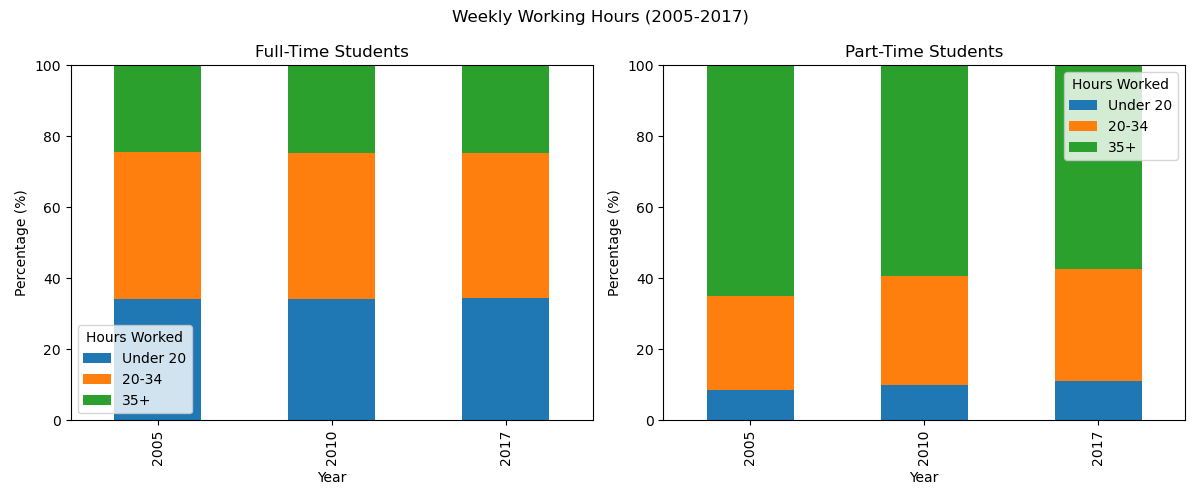 Weekly Working Hours (2005-2017)
Full-Time Students
Percentage (%)
100
80
60
40
20
0
Hours Worked
Under 20
20-34
35+
2005
2010
2017
Year
Part-Time Students
Percentage (%)
100
80
60
40
20
0
Hours Worked
Under 20
20-34
35+
2005
2010
2017
Year